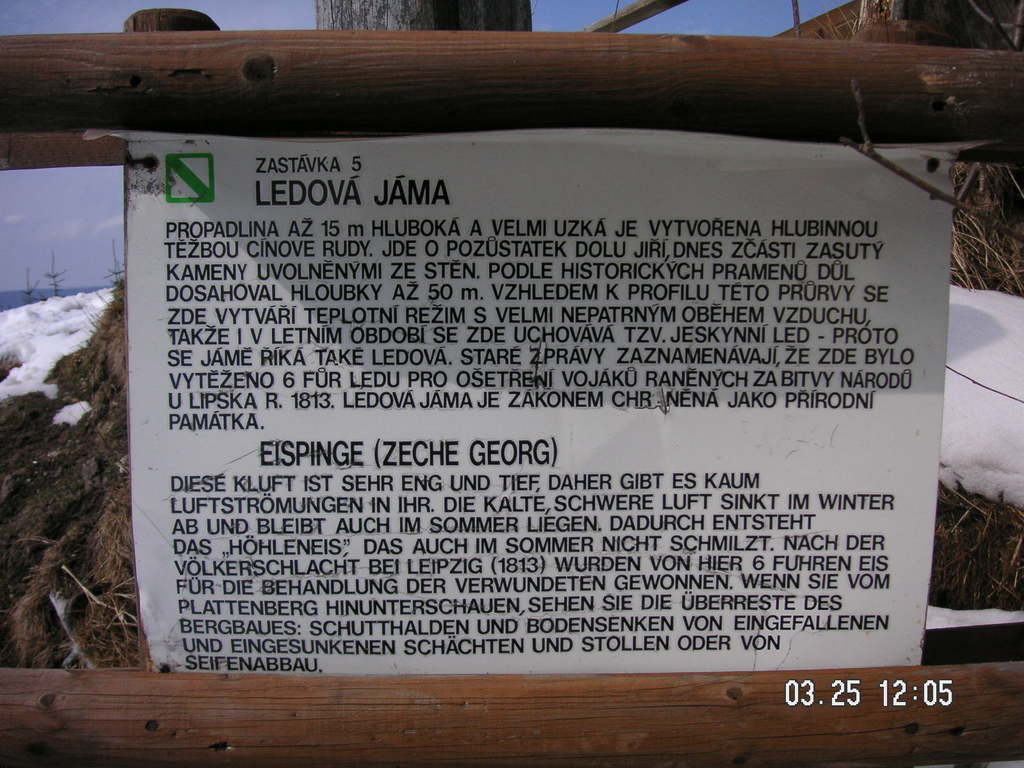 ZASTÁVKA 5
LEDOVÁ JÁMA
PROPADLINA AŽ 15 m HLUBOKÁ A VELMI UZKÁ JE VYTVOŘENA HLUBINNOU
TĚŽBOU CÍNOVE RUDY. JDE O POZŮSTATEK DOLU JIŘÍ, DNES ZČÁSTI ZASUTÝ
KAMENY UVOLNĚNÝMI ZE STĚN. PODLE HISTORICKÝCH PRAMENŮ DŮL
DOSAHOVAL HLOUBKY AŽ 50 m. VZHLEDEM K PROFILU TÉTO PRŮRVY SE
ZDE VYTVÁŘÍ TEPLOTNÍ REŽIM S VELMI NEPATRNÝM OBĚHEM VZDUCHU,
TAKŽE I V LETNÍM OBDOBÍ SE ZDE UCHOVÁVÁ TZV. JESKYNNÍ LED - PROTO
SE JÁMĚ ŘÍKÁ TAKÉ LEDOVÁ. STARÉ ZPRÁVY ZAZNAMENÁVAJÍ, ŽE ZDE BYLO
VYTĚŽENO 6 FŮR LEDU PRO OŠETŘENÍ VOJÁKŮ RANĚNÝCH ZA BITVY NÁRODŮ
U LIPSKA R. 1813. LEDOVÁ JÁMA JE ZÁKONEM CHRÁNĚNÁ JAKO PŘÍRODNÍ
PAMÁTKA.
EISPINGE (ZECHE GEORG)
DIESE KLUFT IST SEHR ENG UND TIEF, DAHER GIBT ES KAUM
LUFTSTRÖMUNGEN IN IHR. DIE KALTE, SCHWERE LUFT SINKT IM WINTER
AB UND BLEIBT AUCH IM SOMMER LIEGEN. DADURCH ENTSTEHT
DAS „HÖHLENEIS", DAS AUCH IM SOMMER NICHT SCHMILZT. NACH DER
VÖLKERSCHLACHT BEI LEIPZIG (1813) WURDEN VON HIER 6 FUHREN EIS
FÜR DIE BEHANDLUNG DER VERWUNDETEN GEWONNEN. WENN SIE VOM
PLATTENBERG HINUNTERSCHAUEN, SEHEN SIE DIE ÜBERRESTE DES
BERGBAUES: SCHUTTHALDEN UND BODENSENKEN VON EINGEFALLENEN
UND EINGESUNKENEN SCHÄCHTEN UND STOLLEN ODER VON
SEIFENABBAU.
03.25 12:05